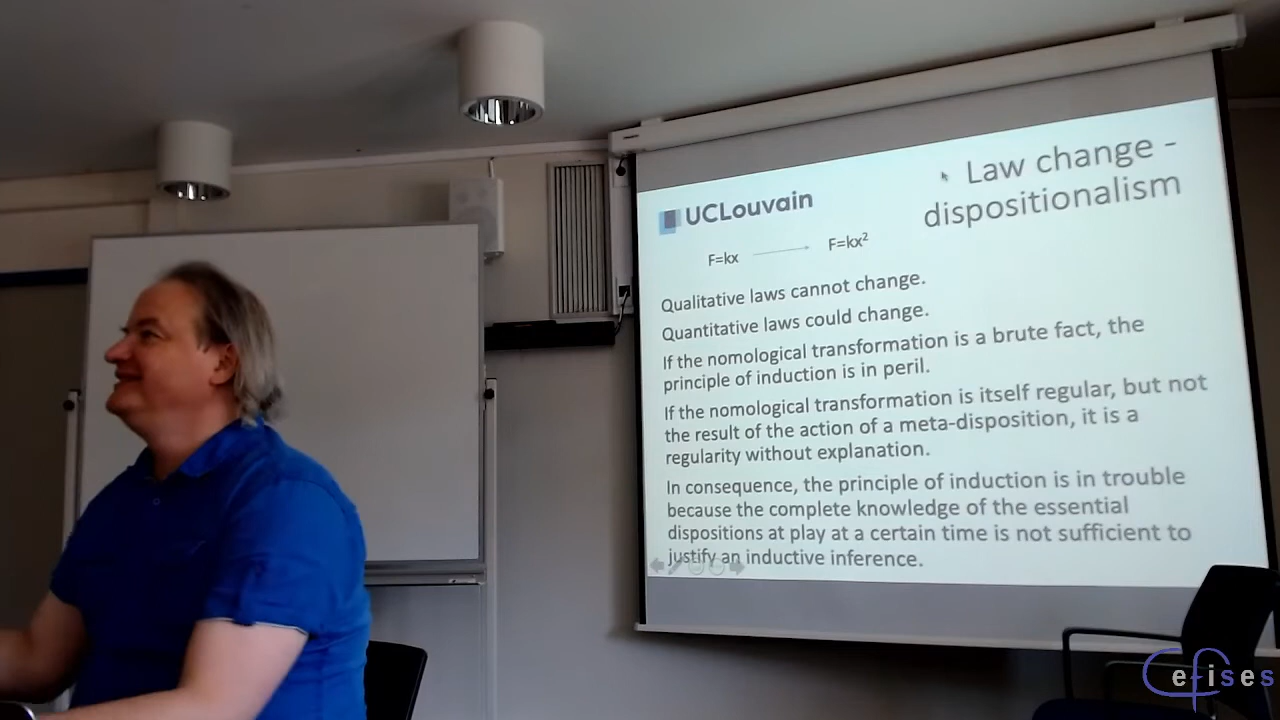 Law change -
dispositionalism
UCLouvain
F=kx F=kx²
Qualitative laws cannot change.
Quantitative laws could change.
If the nomological transformation is a brute fact, the
principle of induction is in peril.
If the nomological transformation is itself regular, but not
the result of the action of a meta-disposition, it is a
regularity without explanation.
In consequence, the principle of induction is in trouble
because the complete knowledge of the essential
dispositions at play at a certain time is not sufficient to
justify an inductive inference.
Cefises